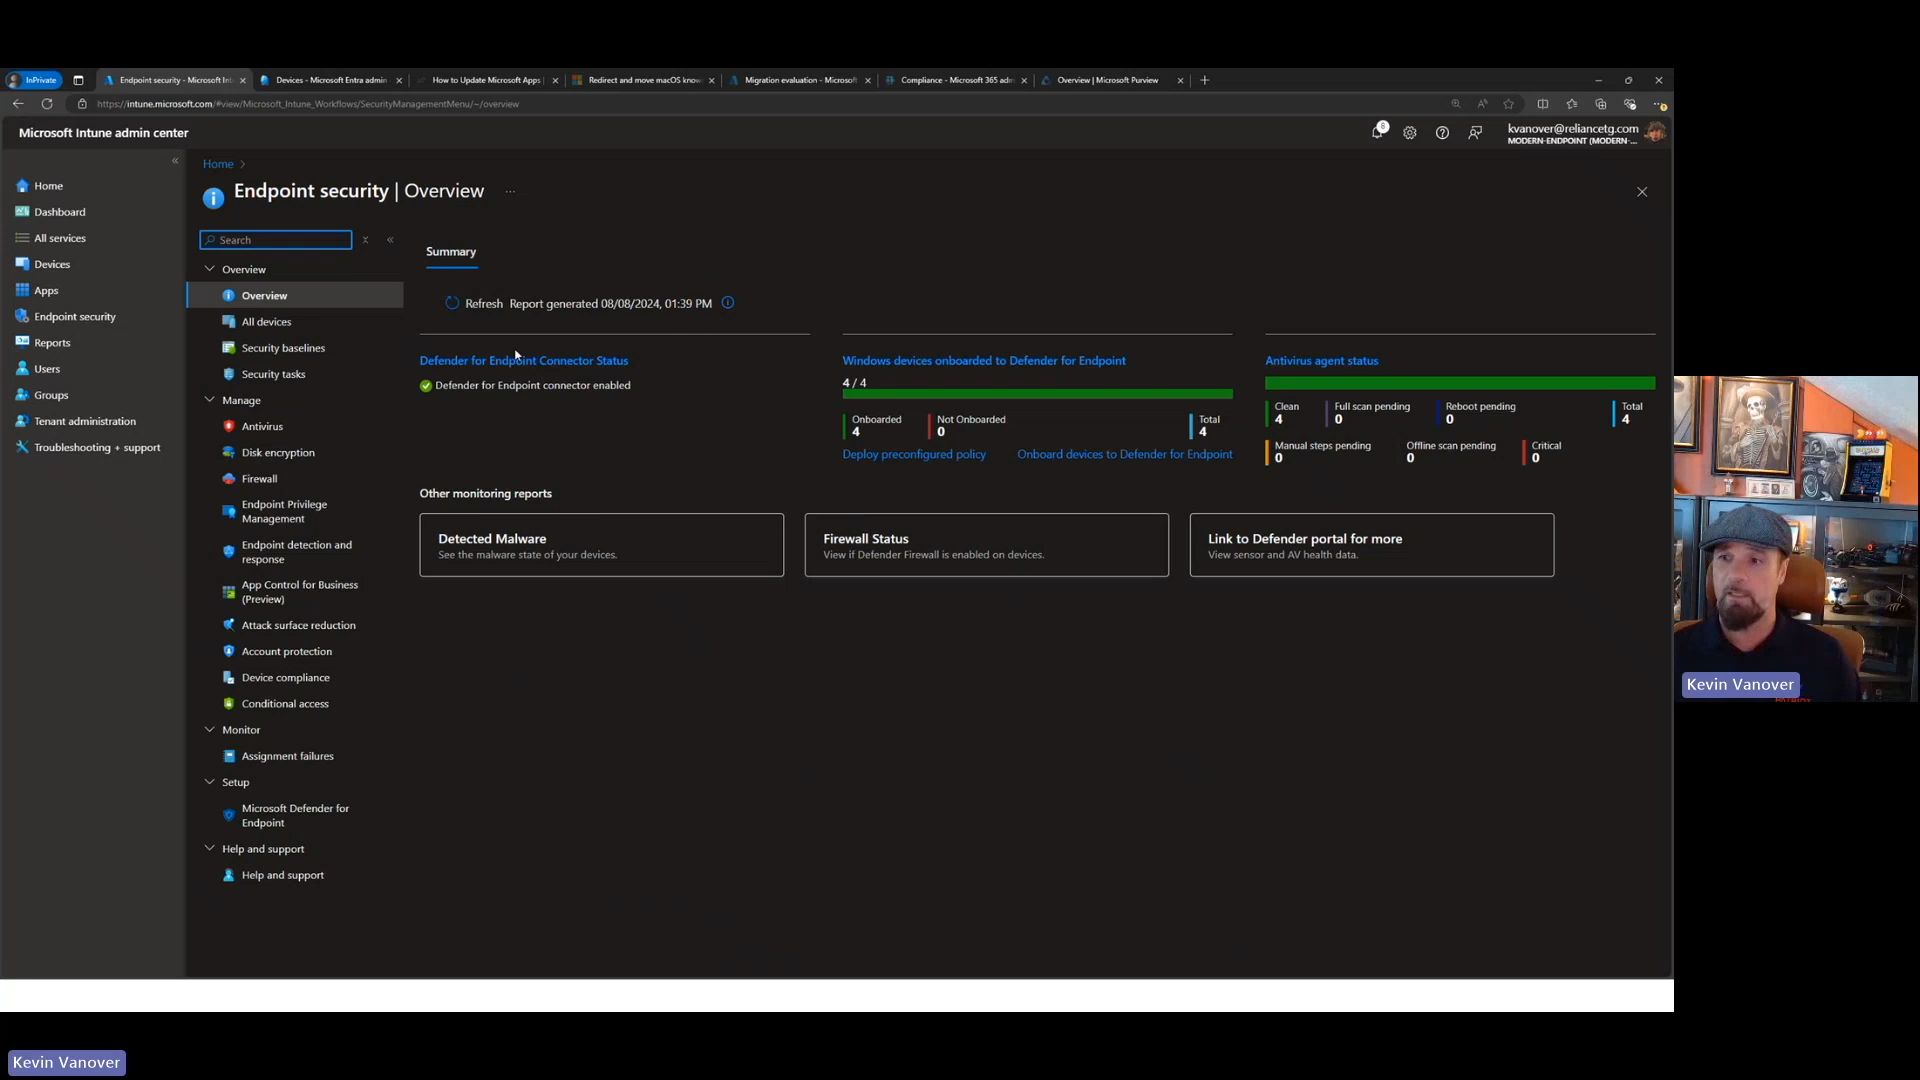 InPrivate
Endpoint security - Microsoft Int
Devices - Microsoft Entra admin
How to Update Microsoft Apps
Redirect and move macOS know
Migration evaluation - Microsoft
Compliance - Microsoft 365 adm
Overview | Microsoft Purview
https://intune.microsoft.com/#view/Microsoft_Intune_Workflows/SecurityManagementMenu/~/overview
Microsoft Intune admin center
8
kvanover@reliancetg.com
MODERN-ENDPOINT (MODERN-...
Home
Dashboard
All services
Devices
Apps
Endpoint security
Reports
Users
Groups
Tenant administration
Troubleshooting + support
Home >
Endpoint security | Overview
...
Search
Overview
Overview
All devices
Security baselines
Security tasks
Manage
Antivirus
Disk encryption
Firewall
Endpoint Privilege
Management
Endpoint detection and
response
App Control for Business
(Preview)
Attack surface reduction
Account protection
Device compliance
Conditional access
Monitor
Assignment failures
Setup
Microsoft Defender for
Endpoint
Help and support
Help and support
Summary
Refresh Report generated 08/08/2024, 01:39 PM
Defender for Endpoint Connector Status
Defender for Endpoint connector enabled
Windows devices onboarded to Defender for Endpoint
4 / 4
Onboarded
4
Not Onboarded
0
Total
4
Deploy preconfigured policy
Onboard devices to Defender for Endpoint
Antivirus agent status
Clean
4
Full scan pending
0
Reboot pending
0
Total
4
Manual steps pending
0
Offline scan pending
0
Critical
0
Other monitoring reports
Detected Malware
See the malware state of your devices.
Firewall Status
View if Defender Firewall is enabled on devices.
Link to Defender portal for more
View sensor and AV health data.
Kevin Vanover
Kevin Vanover